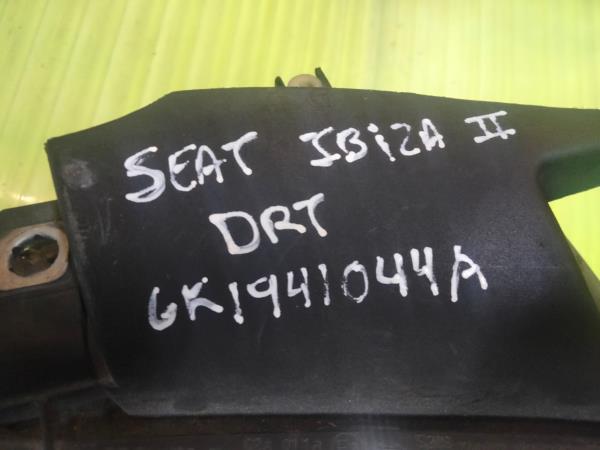 SEAT IBiZA II
DRT
6K1941044A